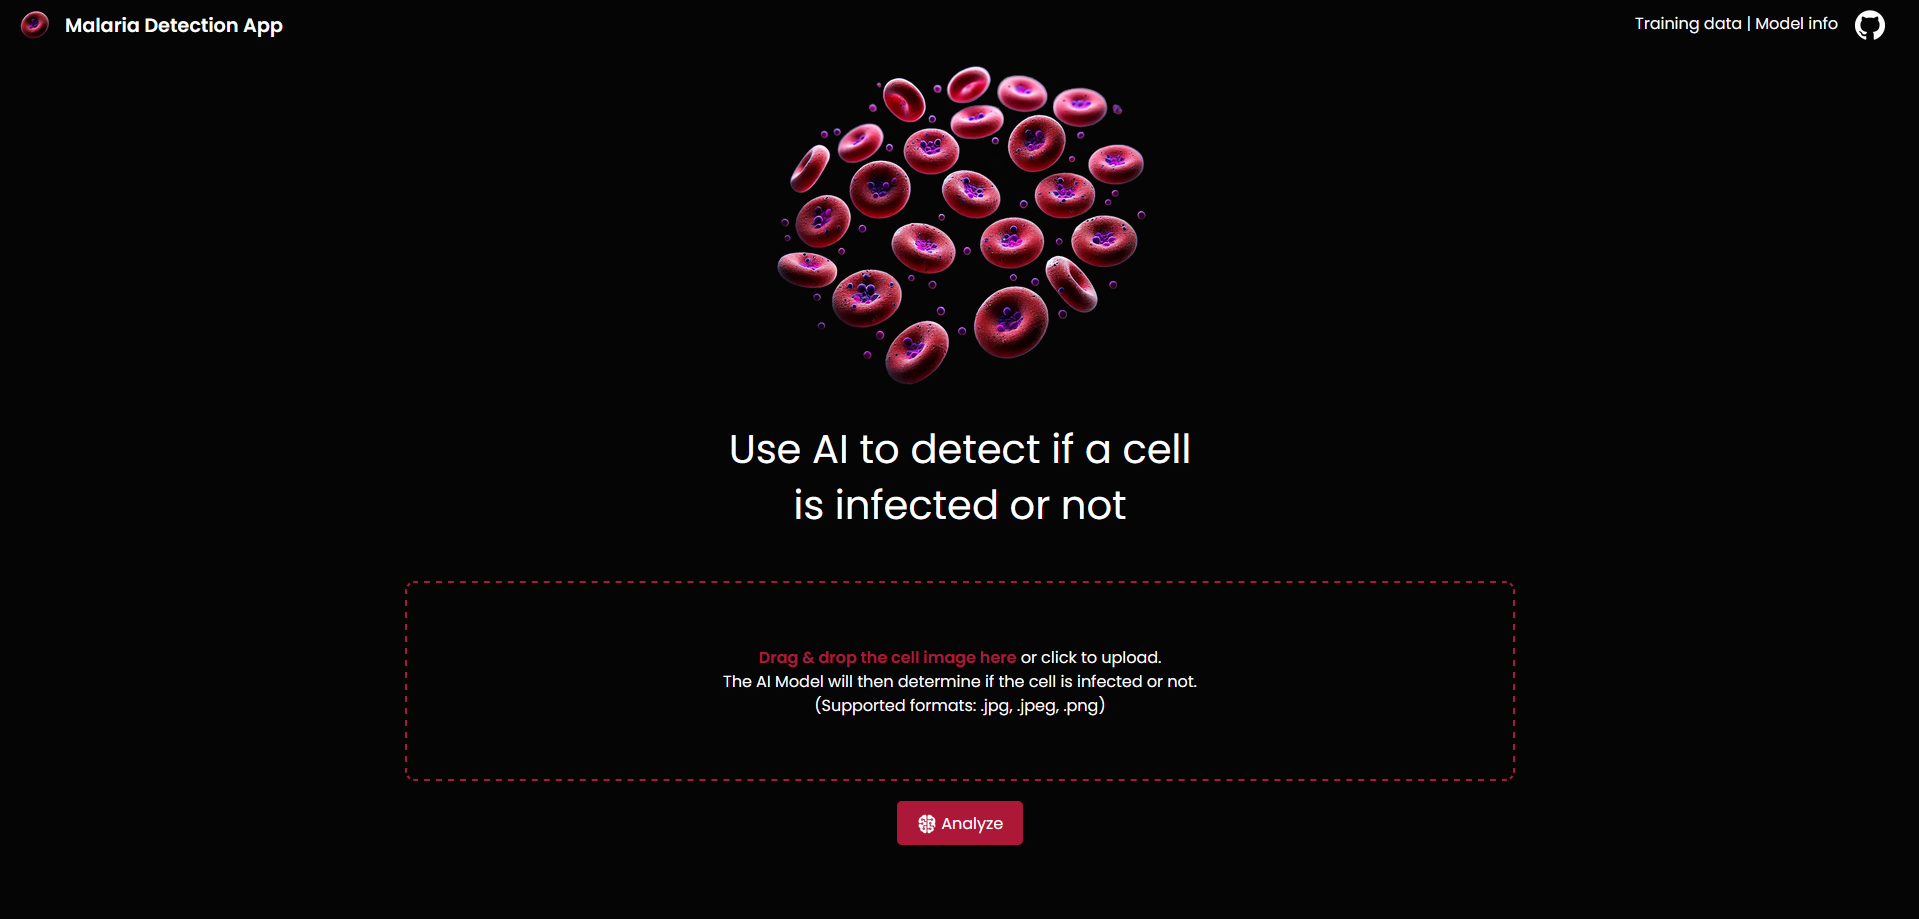 Malaria Detection App
Training data | Model info
Use AI to detect if a cell
is infected or not
Drag & drop the cell image here or click to upload.
The AI Model will then determine if the cell is infected or not.
(Supported formats: .jpg, .jpeg, .png)
Analyze